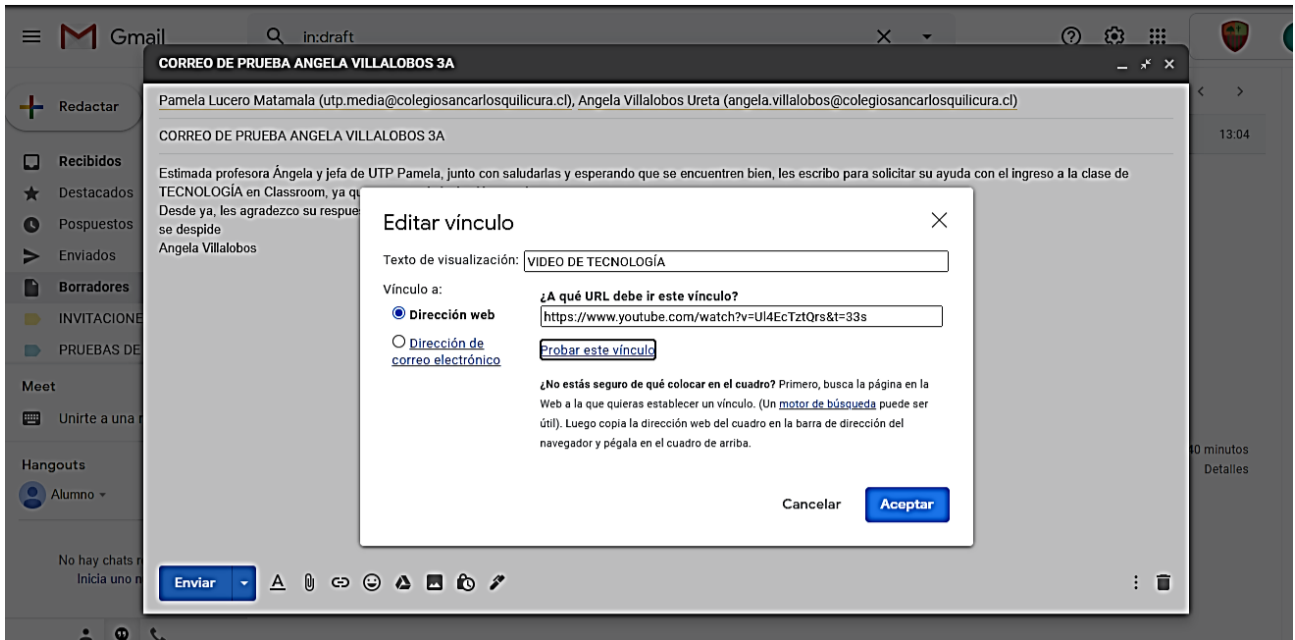 Gmail
in:draft
CORREO DE PRUEBA ANGELA VILLALOBOS 3A
Redactar
Pamela Lucero Matamala (utp.media@colegiosancarlosquilicura.cl), Angela Villalobos Ureta (angela.villalobos@colegiosancarlosquilicura.cl)
CORREO DE PRUEBA ANGELA VILLALOBOS 3A
13:04
Recibidos
Destacados
Pospuestos
Enviados
Borradores
INVITACIONE
PRUEBAS DE
Meet
Unirte a una r
Hangouts
Alumno
No hay chats r
Inicia uno n
Estimada profesora Ángela y jefa de UTP Pamela, junto con saludarlas y esperando que se encuentren bien, les escribo para solicitar su ayuda con el ingreso a la clase de
TECNOLOGÍA en Classroom, ya qu
Desde ya, les agradezco su respue
se despide
Angela Villalobos
Editar vínculo
Texto de visualización: VIDEO DE TECNOLOGÍA
Vínculo a:
Dirección web
Dirección de
correo electrónico
¿A qué URL debe ir este vínculo?
https://www.youtube.com/watch?v=Ul4EcTztQrs&t=33s
Probar este vínculo
¿No estás seguro de qué colocar en el cuadro? Primero, busca la página en la
Web a la que quieras establecer un vínculo. (Un motor de búsqueda puede ser
útil). Luego copia la dirección web del cuadro en la barra de dirección del
navegador y pégala en el cuadro de arriba.
Cancelar
Aceptar
40 minutos
Detalles
Enviar